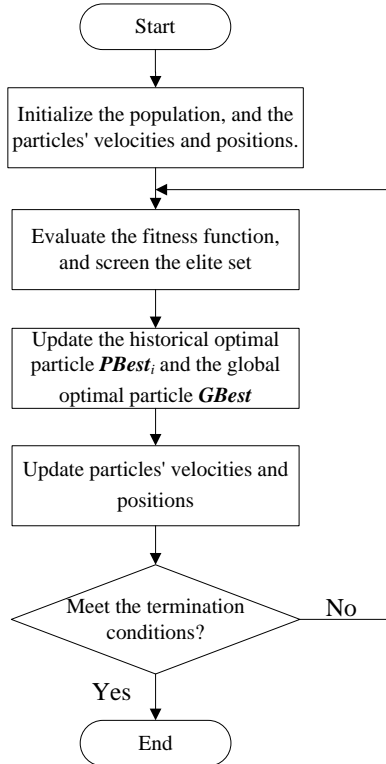 Start
Initialize the population, and the
particles' velocities and positions.
Evaluate the fitness function,
and screen the elite set
Update the historical optimal
particle PBesti and the global
optimal particle GBest
Update particles' velocities and
positions
Meet the termination
conditions?
No
Yes
End